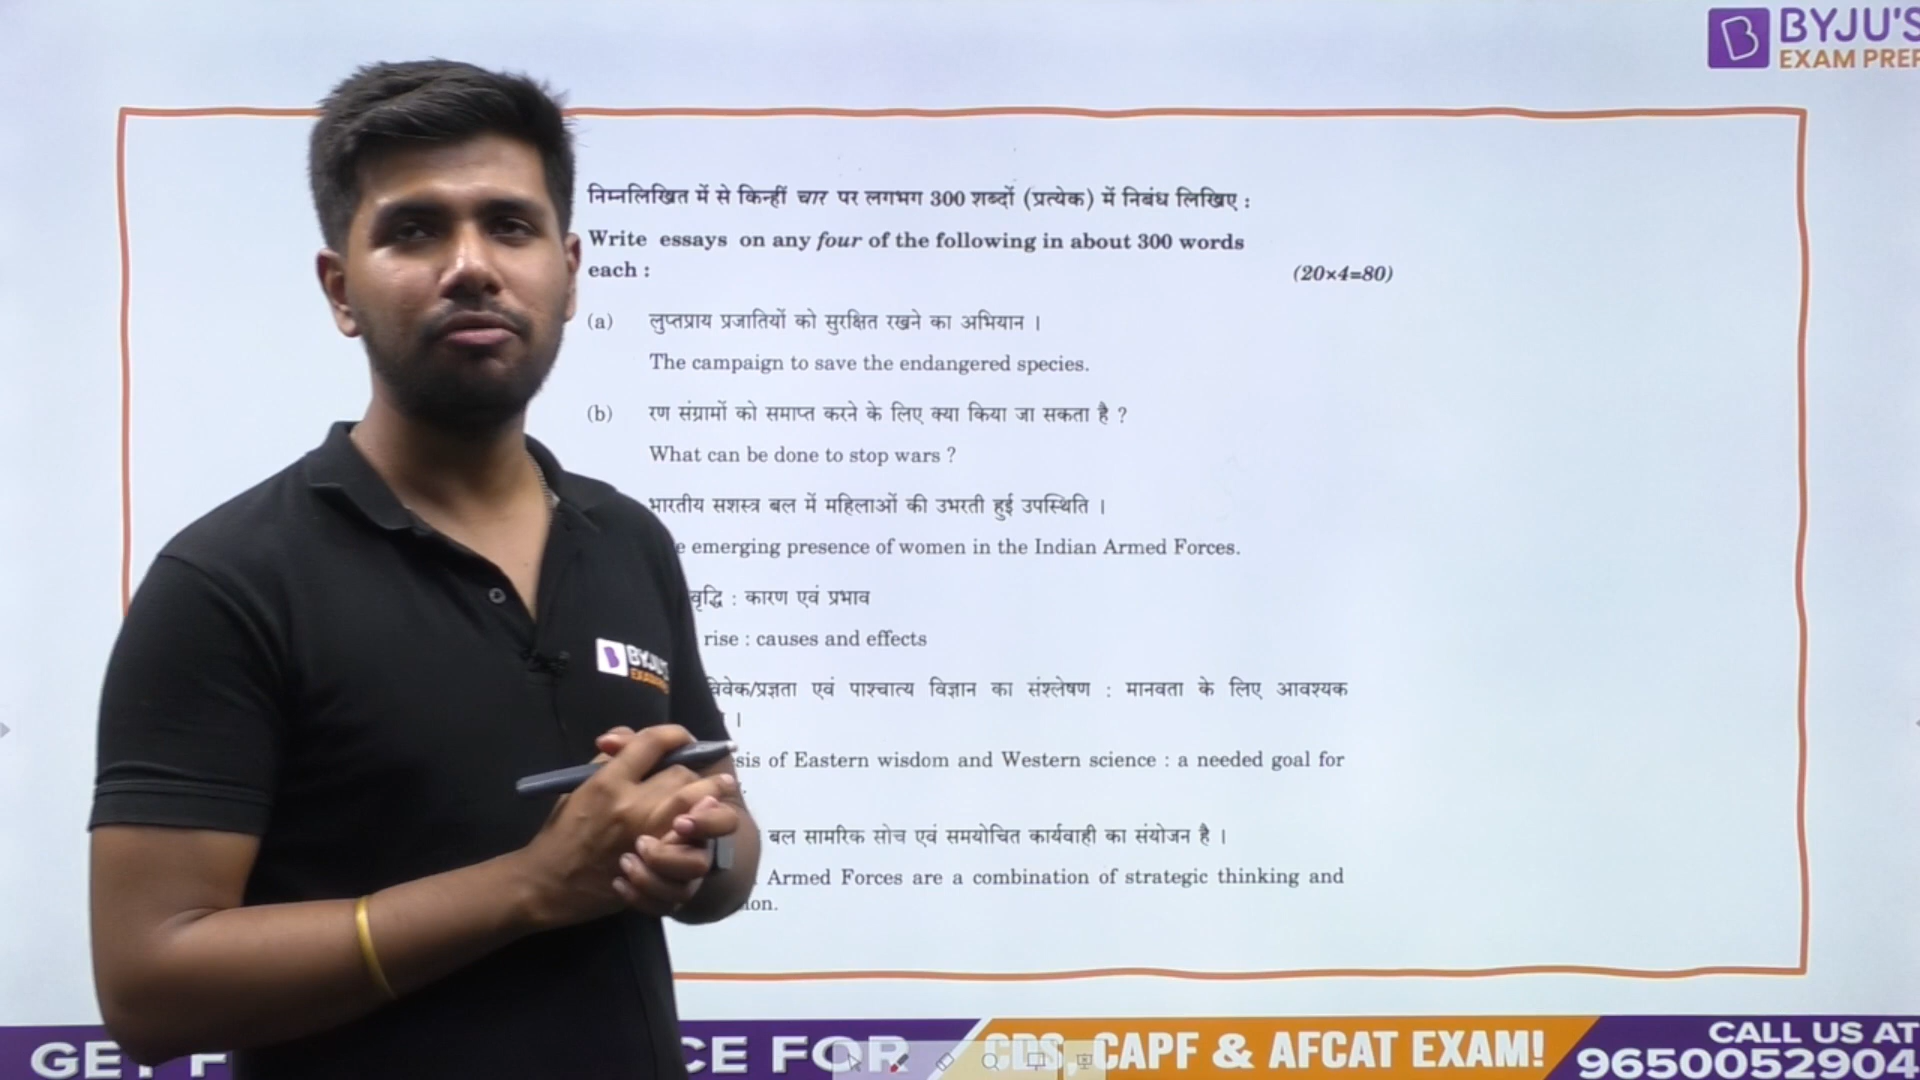 BYJU'S
EXAM PREP
निम्नलिखित में से किन्हीं चार पर लगभग 300 शब्दों (प्रत्येक) में निबंध लिखिए :
Write essays on any four of the following in about 300 words
each :
(20×4=80)
(a) लुप्तप्राय प्रजातियों को सुरक्षित रखने का अभियान ।
The campaign to save the endangered species.
(b) रण संग्रामों को समाप्त करने के लिए क्या किया जा सकता है ?
What can be done to stop wars ?
भारतीय सशस्त्र बल में महिलाओं की उभरती हुई उपस्थिति ।
emerging presence of women in the Indian Armed Forces.
वृद्धि : कारण एवं प्रभाव
rise : causes and effects
विवेक/प्रज्ञता एवं पाश्चात्य विज्ञान का संश्लेषण : मानवता के लिए आवश्यक
।
of Eastern wisdom and Western science : a needed goal for
बल सामरिक सोच एवं समयोचित कार्यवाही का संयोजन है ।
Armed Forces are a combination of strategic thinking and
BYJU'S
FOR CDS, CAPF & AFCAT EXAM!
CALL US AT
9650052904